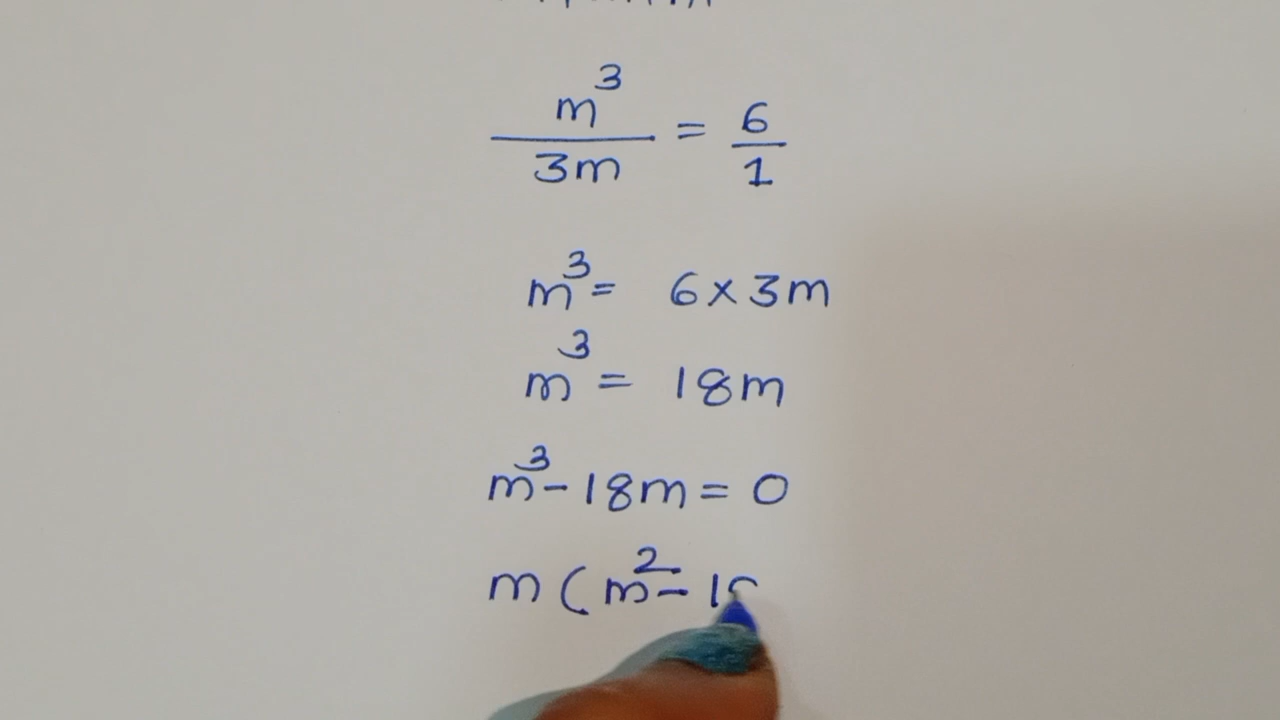 m³/3m = 6/1
m³ = 6 × 3m
m³ = 18m
m³ - 18m = 0
m ( m² - 1